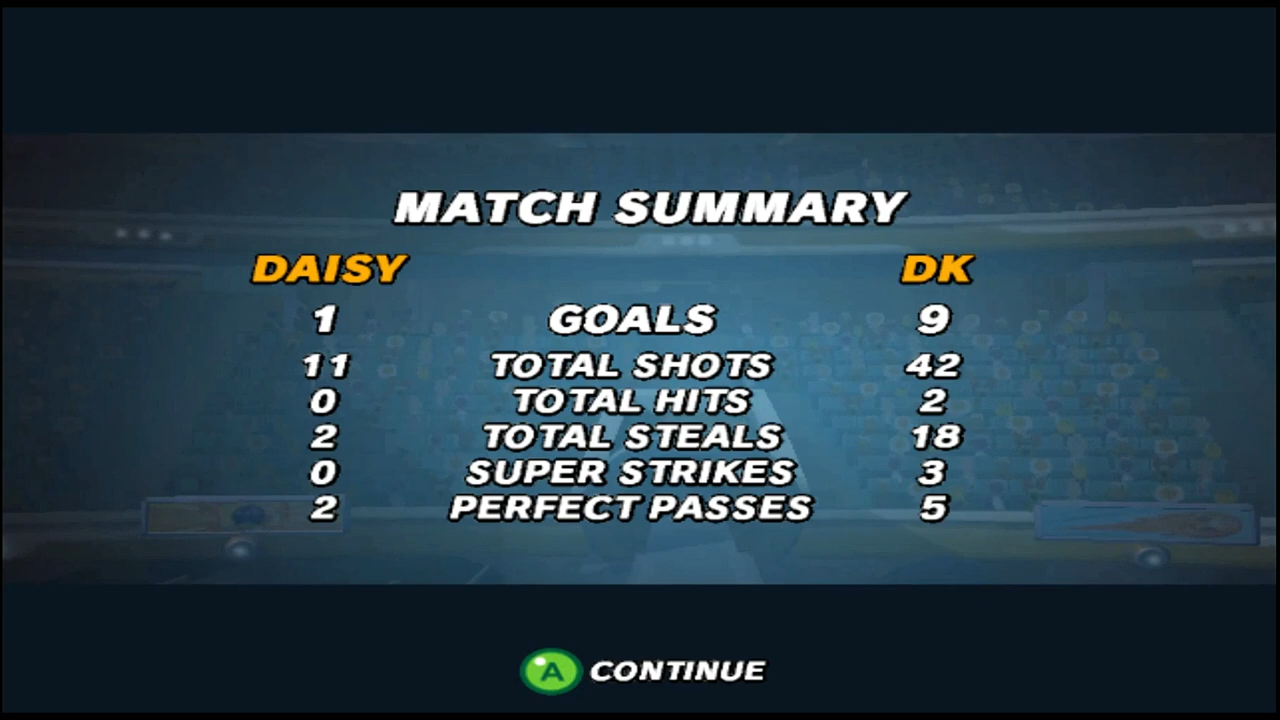 MATCH SUMMARY
DAISY DK
1 GOALS 9
11 TOTAL SHOTS 42
0 TOTAL HITS 2
2 TOTAL STEALS 18
0 SUPER STRIKES 3
2 PERFECT PASSES 5
A CONTINUE